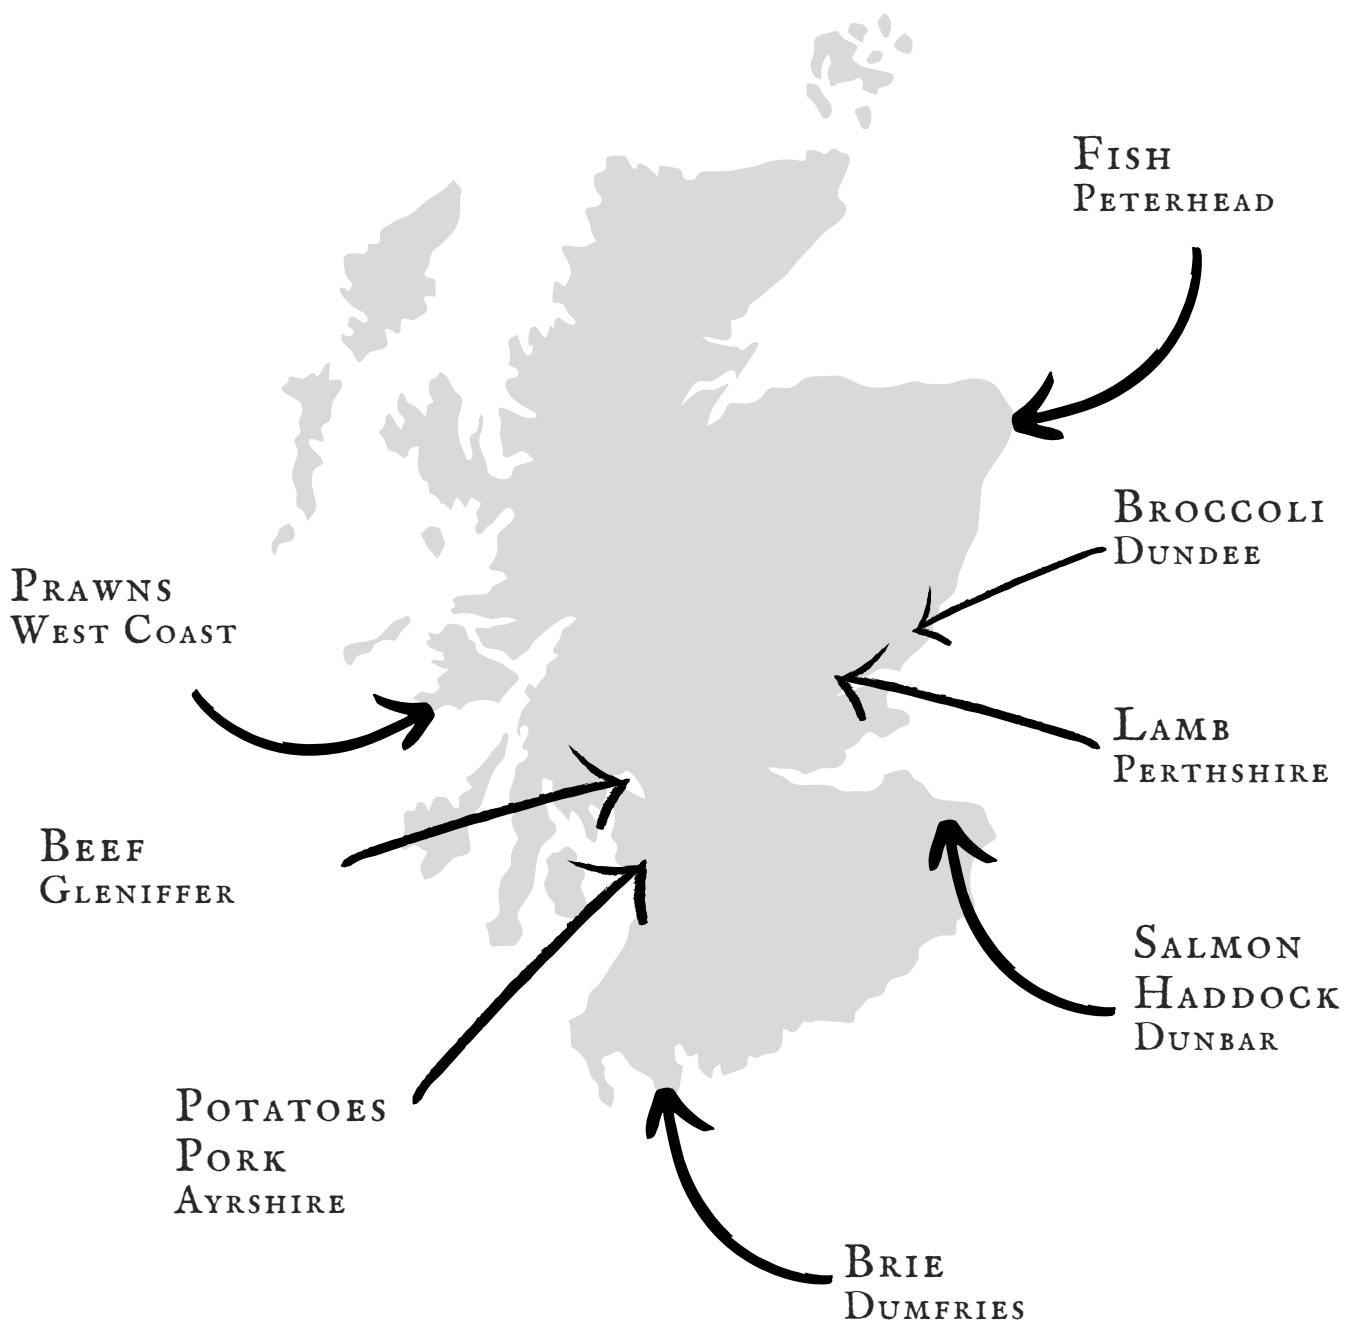 Fish
Peterhead
Broccoli
Dundee
Prawns
West Coast
Lamb
Perthshire
Beef
Gleniffer
Salmon
Haddock
Dunbar
Potatoes
Pork
Ayrshire
Brie
Dumfries